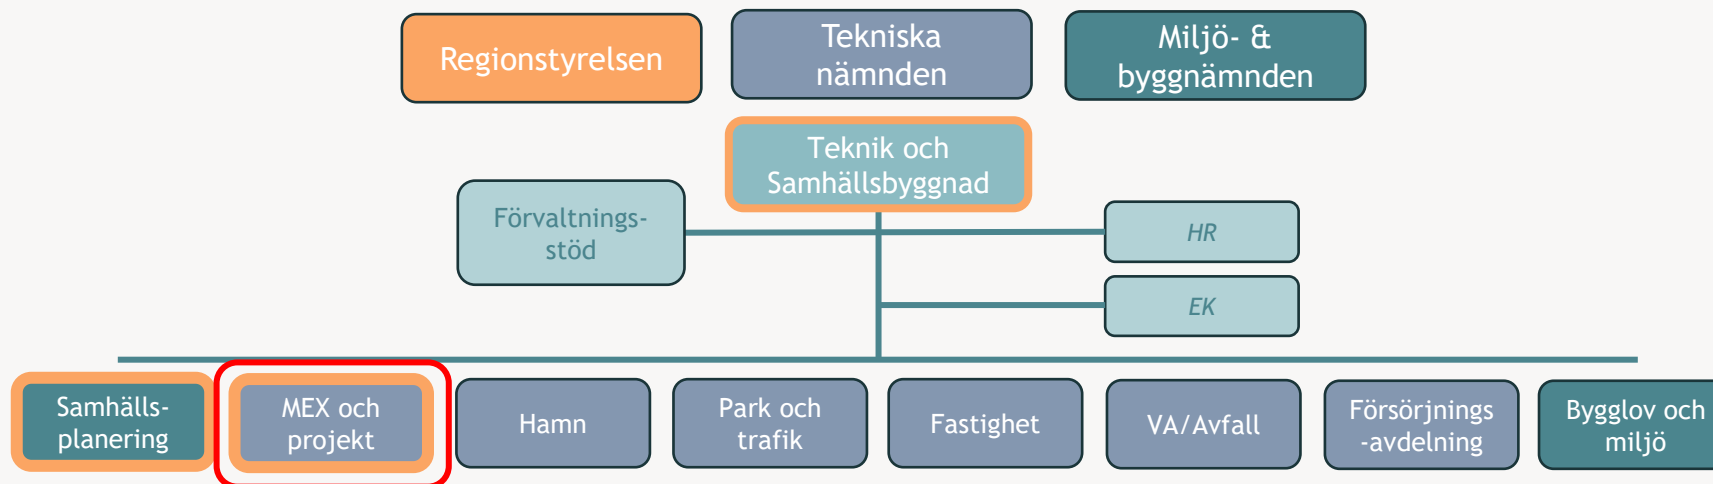 Regionstyrelsen
Tekniska
nämnden
Miljö- &
byggnämnden
Teknik och
Samhällsbyggnad
Förvaltnings-
stöd
HR
EK
Samhälls-
planering
MEX och
projekt
Hamn
Park och
trafik
Fastighet
VA/Avfall
Försörjnings
-avdelning
Bygglov och
miljö